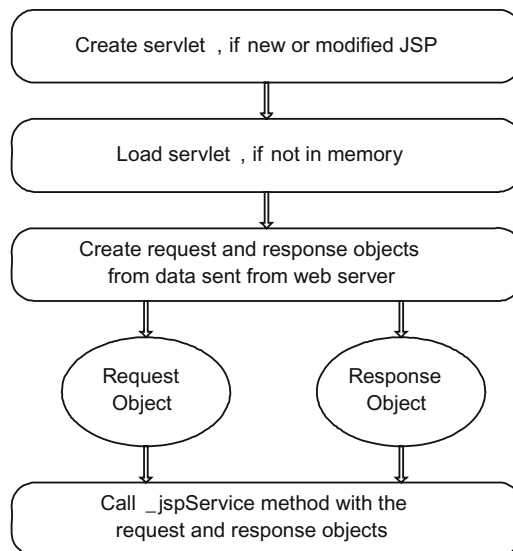 Create servlet , if new or modified JSP
Load servlet , if not in memory
Create request and response objects
from data sent from web server
Request
Object
Response
Object
Call _jspService method with the
request and response objects